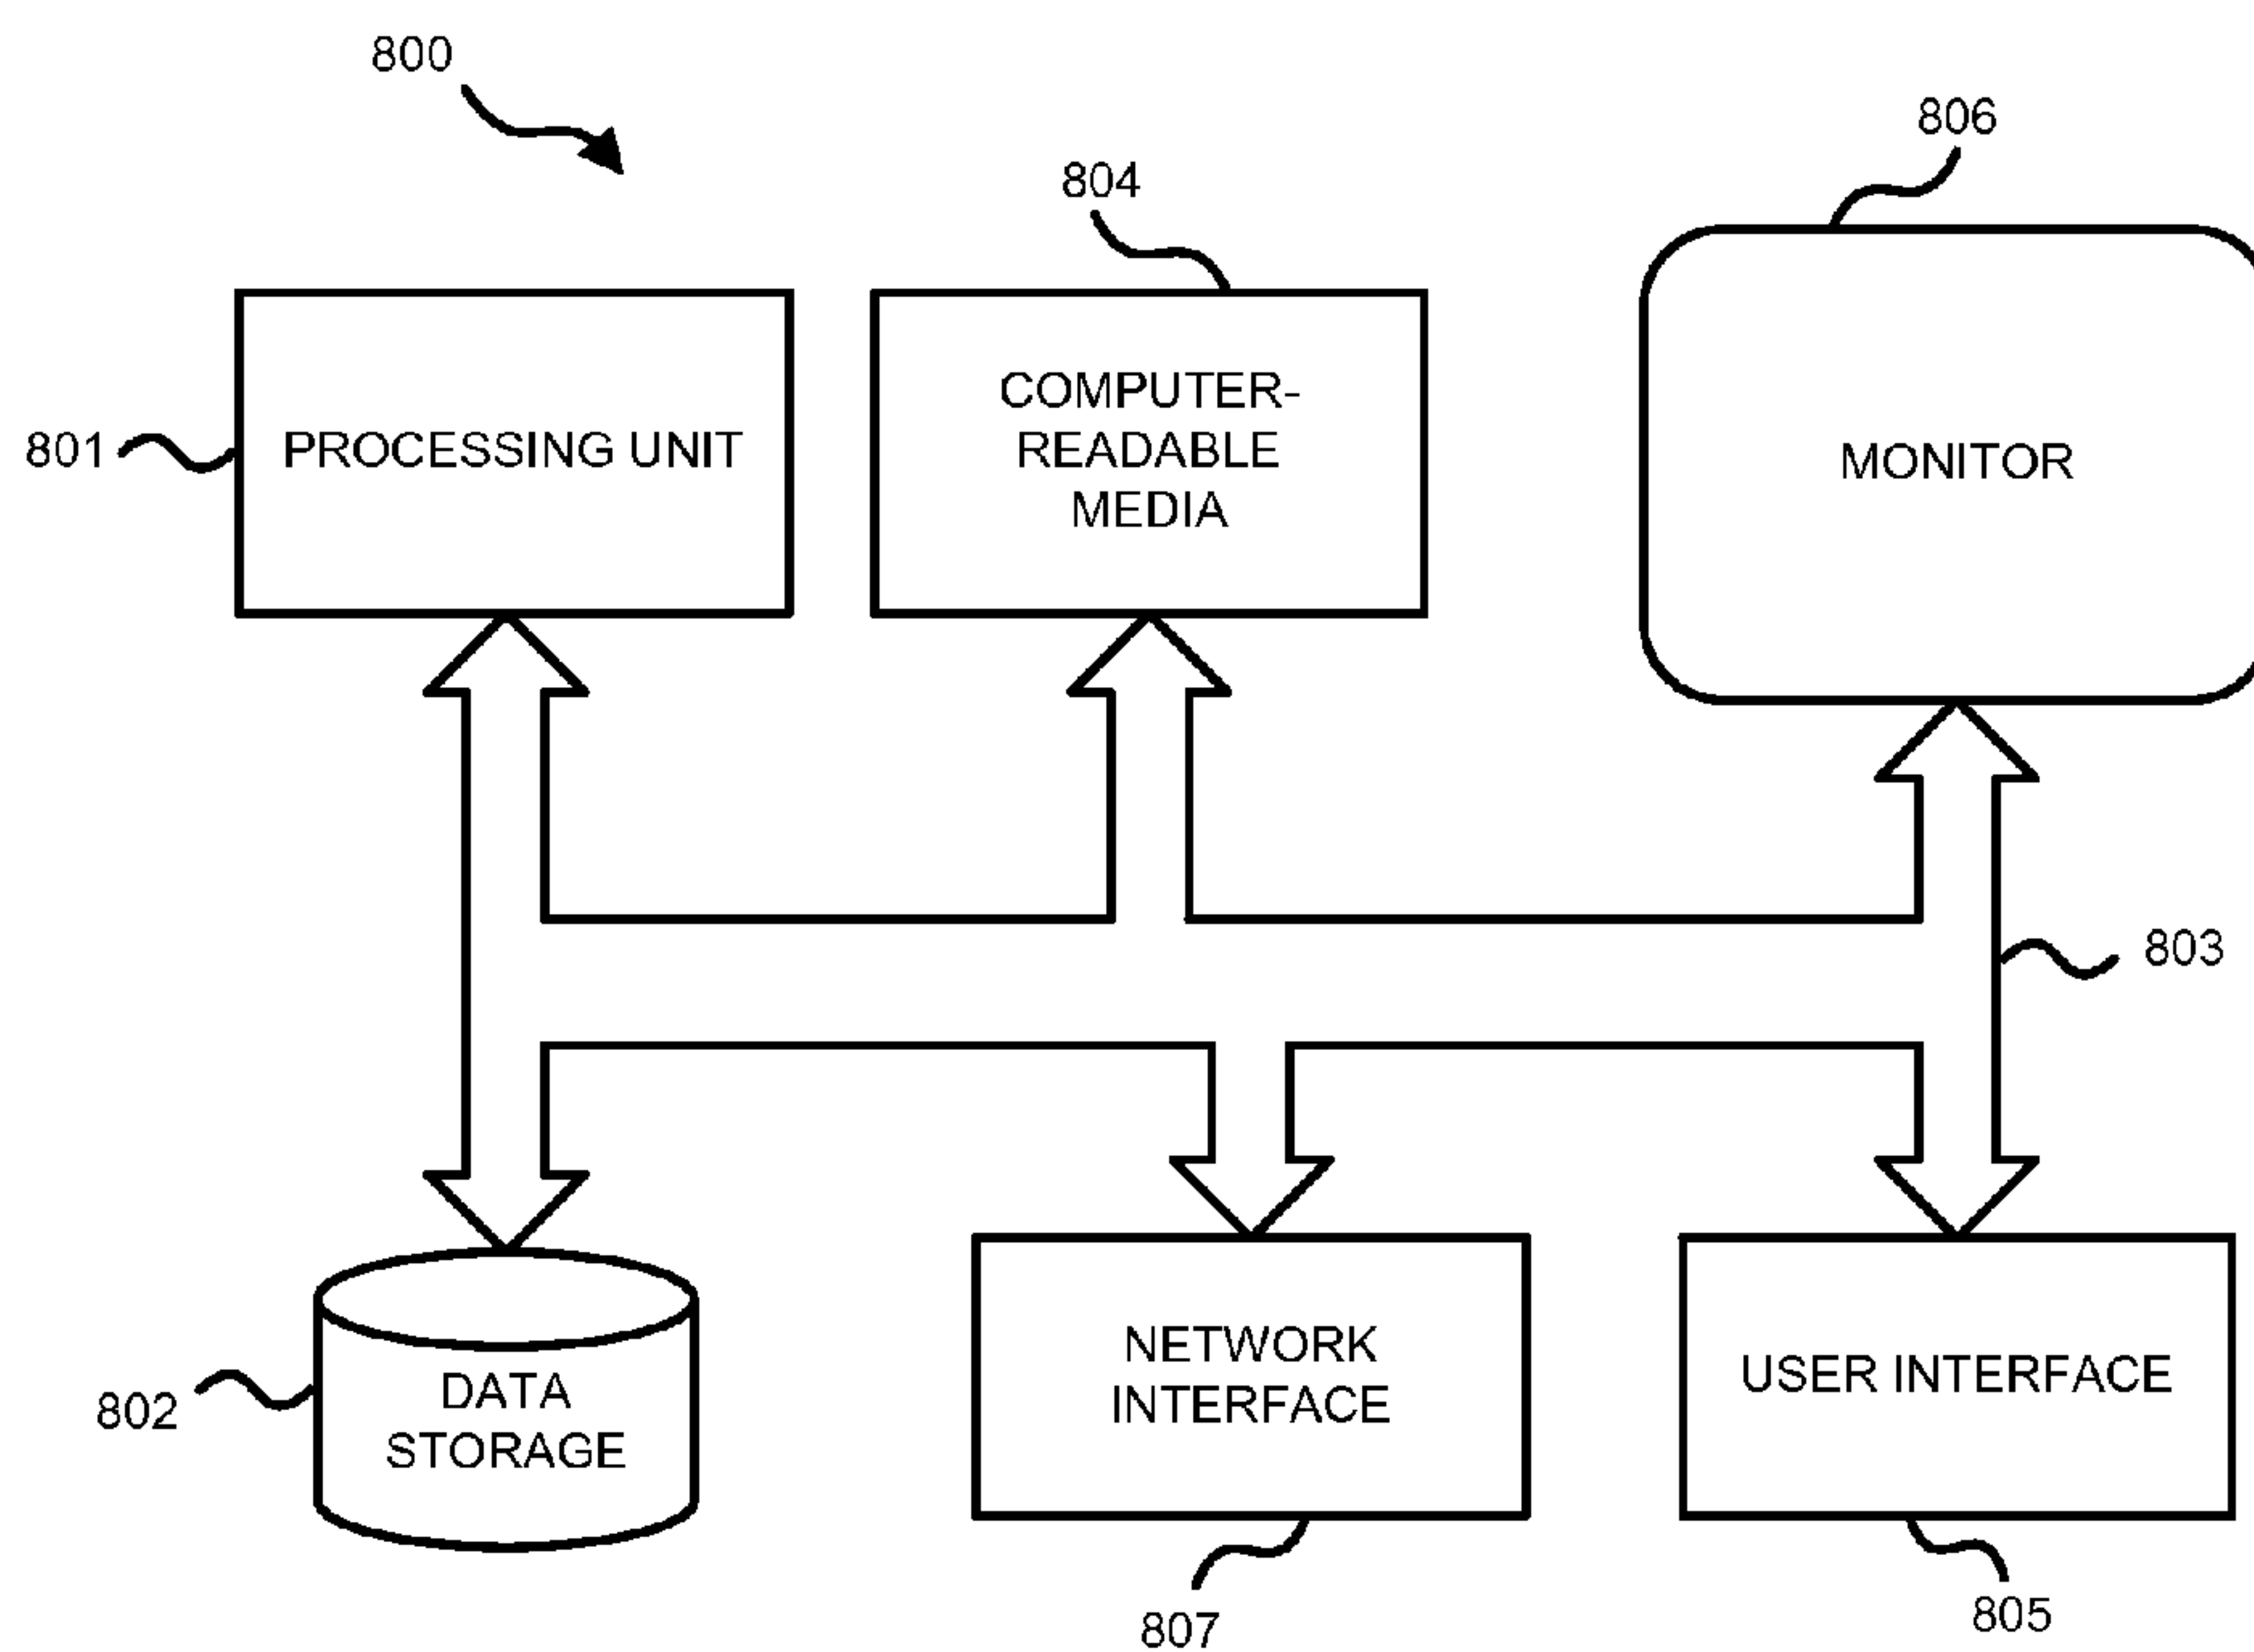 800
806
804
801
PROCESSING UNIT
COMPUTER-
READABLE
MEDIA
MONITOR
803
802
DATA
STORAGE
NETWORK
INTERFACE
USER INTERFACE
807
805